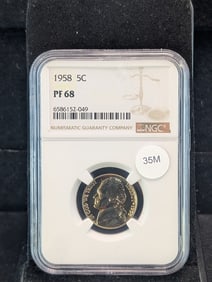 1958 5C
PF 68
6586152-049
NUMISMATIC GUARANTY COMPANY
NGC
35M